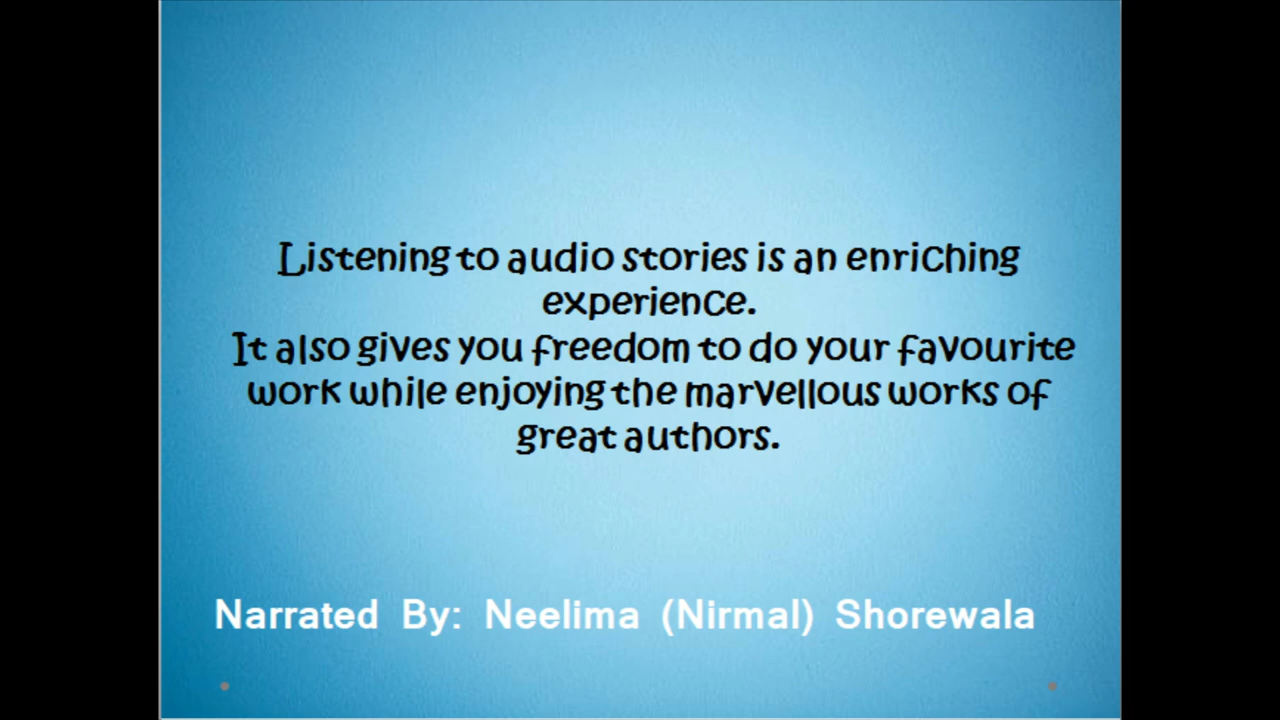 Listening to audio stories is an enriching
experience.
It also gives you freedom to do your favourite
work while enjoying the marvellous works of
great authors.
Narrated By: Neelima (Nirmal) Shorewala